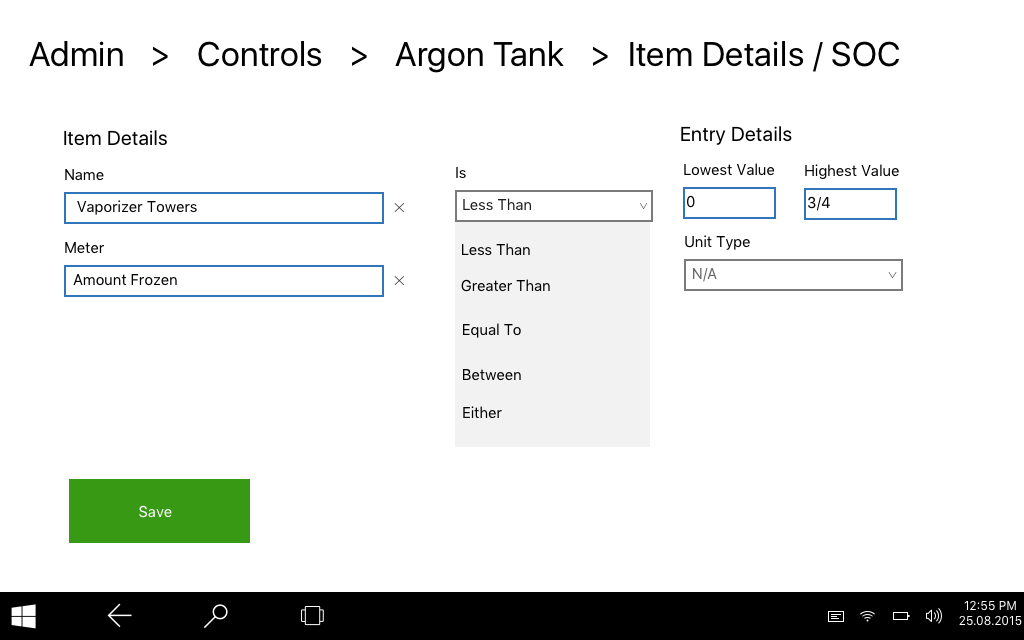 Admin > Controls > Argon Tank > Item Details / SOC
Item Details
Name
Vaporizer Towers
Meter
Amount Frozen
Is
Less Than
Less Than
Greater Than
Equal To
Between
Either
Entry Details
Lowest Value Highest Value
0 3/4
Unit Type
N/A
Save
12:55 PM
25.08.2015